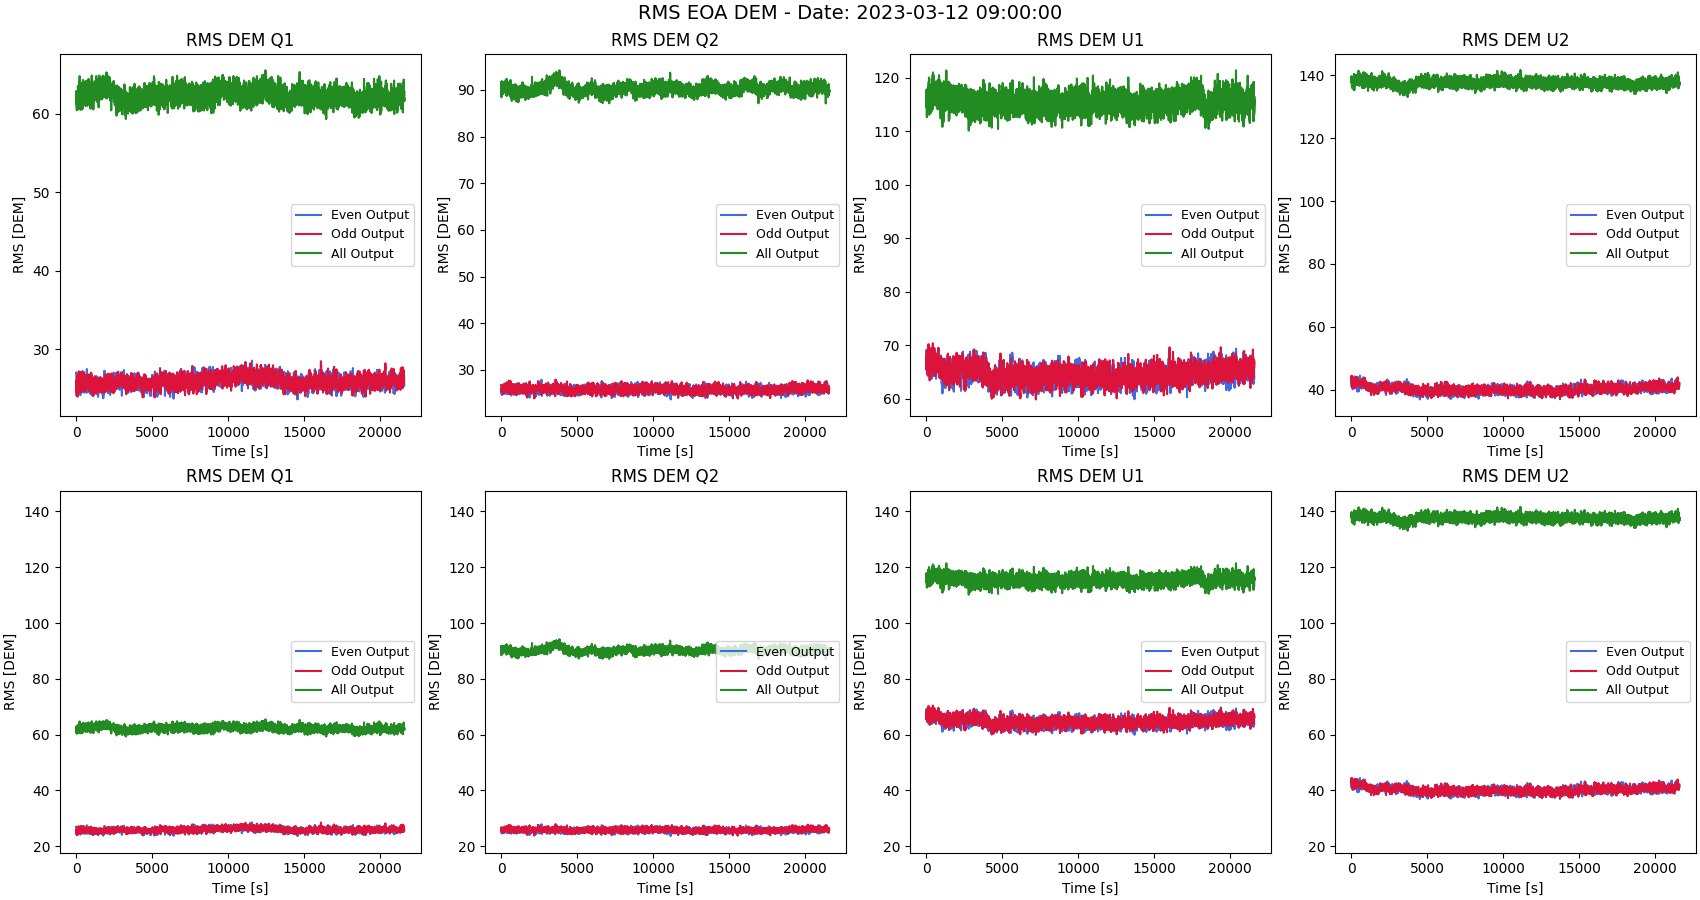 RMS EOA DEM - Date: 2023-03-12 09:00:00
RMS DEM Q1
RMS [DEM]
60
50
40
30
Even Output
Odd Output
All Output
0 5000 10000 15000 20000
Time [s]
RMS DEM Q2
RMS [DEM]
90
80
70
60
50
40
30
Even Output
Odd Output
All Output
0 5000 10000 15000 20000
Time [s]
RMS DEM U1
RMS [DEM]
120
110
100
90
80
70
60
Even Output
Odd Output
All Output
0 5000 10000 15000 20000
Time [s]
RMS DEM U2
RMS [DEM]
140
120
100
80
60
40
Even Output
Odd Output
All Output
0 5000 10000 15000 20000
Time [s]
RMS DEM Q1
RMS [DEM]
140
120
100
80
60
40
20
Even Output
Odd Output
All Output
0 5000 10000 15000 20000
Time [s]
RMS DEM Q2
RMS [DEM]
140
120
100
80
60
40
20
Even Output
Odd Output
All Output
0 5000 10000 15000 20000
Time [s]
RMS DEM U1
RMS [DEM]
140
120
100
80
60
40
20
Even Output
Odd Output
All Output
0 5000 10000 15000 20000
Time [s]
RMS DEM U2
RMS [DEM]
140
120
100
80
60
40
20
Even Output
Odd Output
All Output
0 5000 10000 15000 20000
Time [s]